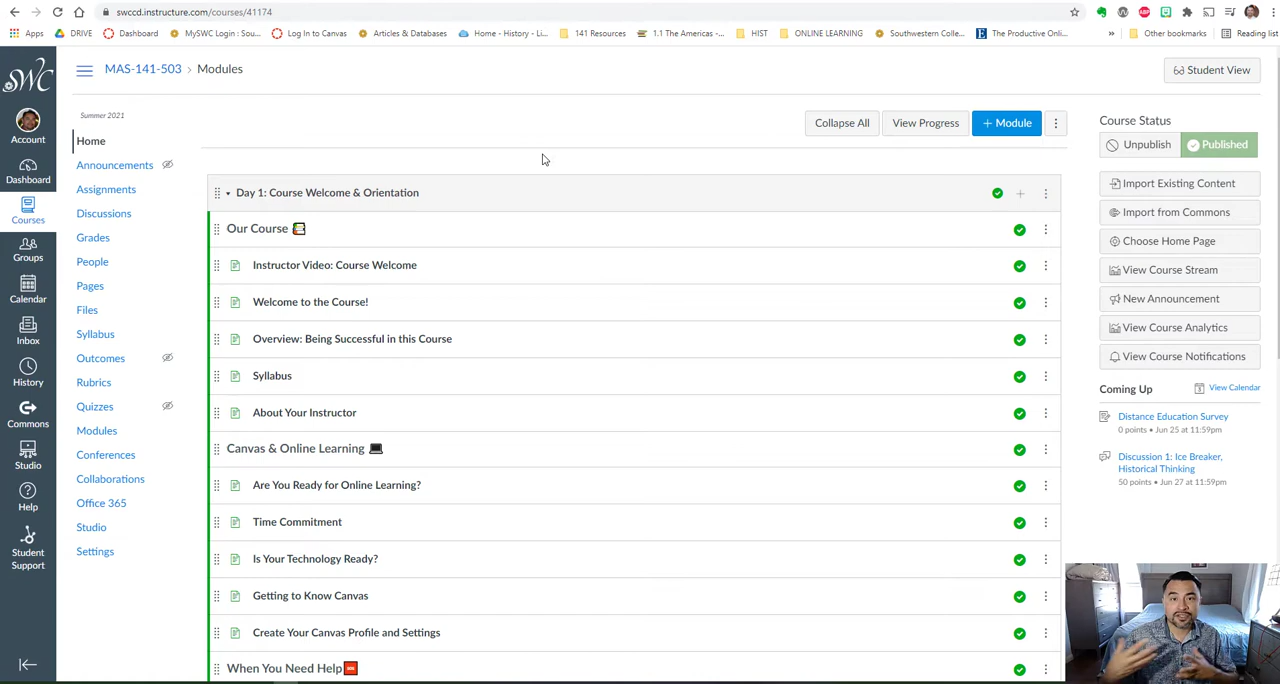 swccd.instructure.com/courses/41174
ABP
Apps
DRIVE
Dashboard
MySWC Login : Sou...
Log In to Canvas
Articles & Databases
Home - History - Li...
141 Resources
1.1 The Americas -...
HIST
ONLINE LEARNING
Southwestern Colle...
The Productive Onli...
»
Other bookmarks
Reading list
SWC
MAS-141-503 › Modules
Student View
Account
Dashboard
Courses
Groups
Calendar
Inbox
History
Commons
Studio
Help
Student
Support
Summer 2021
Home
Announcements
Assignments
Discussions
Grades
People
Pages
Files
Syllabus
Outcomes
Rubrics
Quizzes
Modules
Conferences
Collaborations
Office 365
Studio
Settings
Collapse All
View Progress
+ Module
Day 1: Course Welcome & Orientation
Our Course
Instructor Video: Course Welcome
Welcome to the Course!
Overview: Being Successful in this Course
Syllabus
About Your Instructor
Canvas & Online Learning
Are You Ready for Online Learning?
Time Commitment
Is Your Technology Ready?
Getting to Know Canvas
Create Your Canvas Profile and Settings
When You Need Help
Course Status
Unpublish
Published
Import Existing Content
Import from Commons
Choose Home Page
View Course Stream
New Announcement
View Course Analytics
View Course Notifications
Coming Up
View Calendar
Distance Education Survey
0 points • Jun 25 at 11:59pm
Discussion 1: Ice Breaker,
Historical Thinking
50 points • Jun 27 at 11:59pm